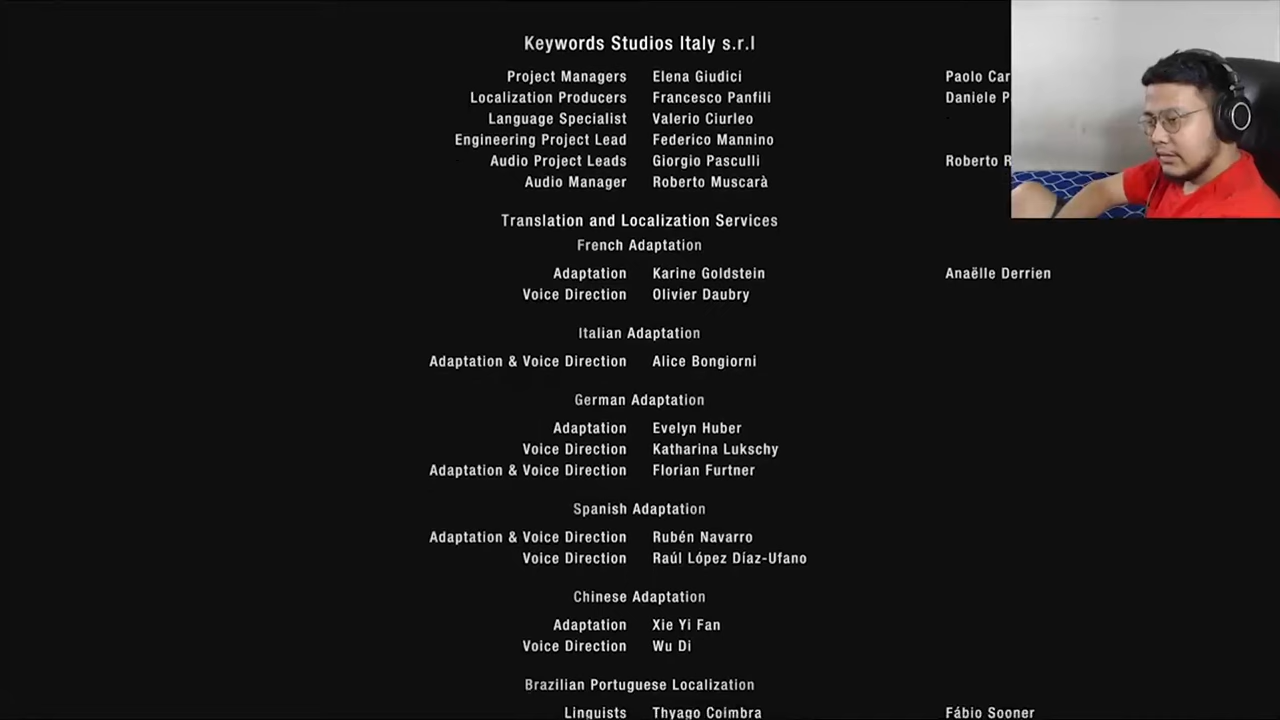 Keywords Studios Italy s.r.l
Project Managers Elena Giudici Paolo
Localization Producers Francesco Panfili Daniele
Language Specialist Valerio Ciurleo
Engineering Project Lead Federico Mannino
Audio Project Leads Giorgio Pasculli Roberto
Audio Manager Roberto Muscarà
Translation and Localization Services
French Adaptation
Adaptation Karine Goldstein Anaëlle Derrien
Voice Direction Olivier Daubry
Italian Adaptation
Adaptation & Voice Direction Alice Bongiorni
German Adaptation
Adaptation Evelyn Huber
Voice Direction Katharina Lukschy
Adaptation & Voice Direction Florian Furtner
Spanish Adaptation
Adaptation & Voice Direction Rubén Navarro
Voice Direction Raúl López Díaz-Ufano
Chinese Adaptation
Adaptation Xie Yi Fan
Voice Direction Wu Di
Brazilian Portuguese Localization
Linguists Thyago Coimbra Fábio Sooner